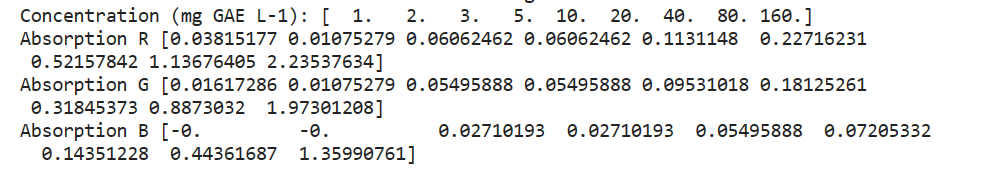 Concentration (mg GAE L-1): [  1.   2.   3.   5.  10.  20.  40.  80. 160.]
Absorption R [0.03815177 0.01075279 0.06062462 0.06062462 0.1131148  0.22716231
 0.52157842 1.13676405 2.23537634]
Absorption G [0.01617286 0.01075279 0.05495888 0.05495888 0.09531018 0.18125261
 0.31845373 0.8873032  1.97301208]
Absorption B [-0.         -0.          0.02710193  0.02710193  0.05495888  0.07205332
  0.14351228  0.44361687  1.35990761]